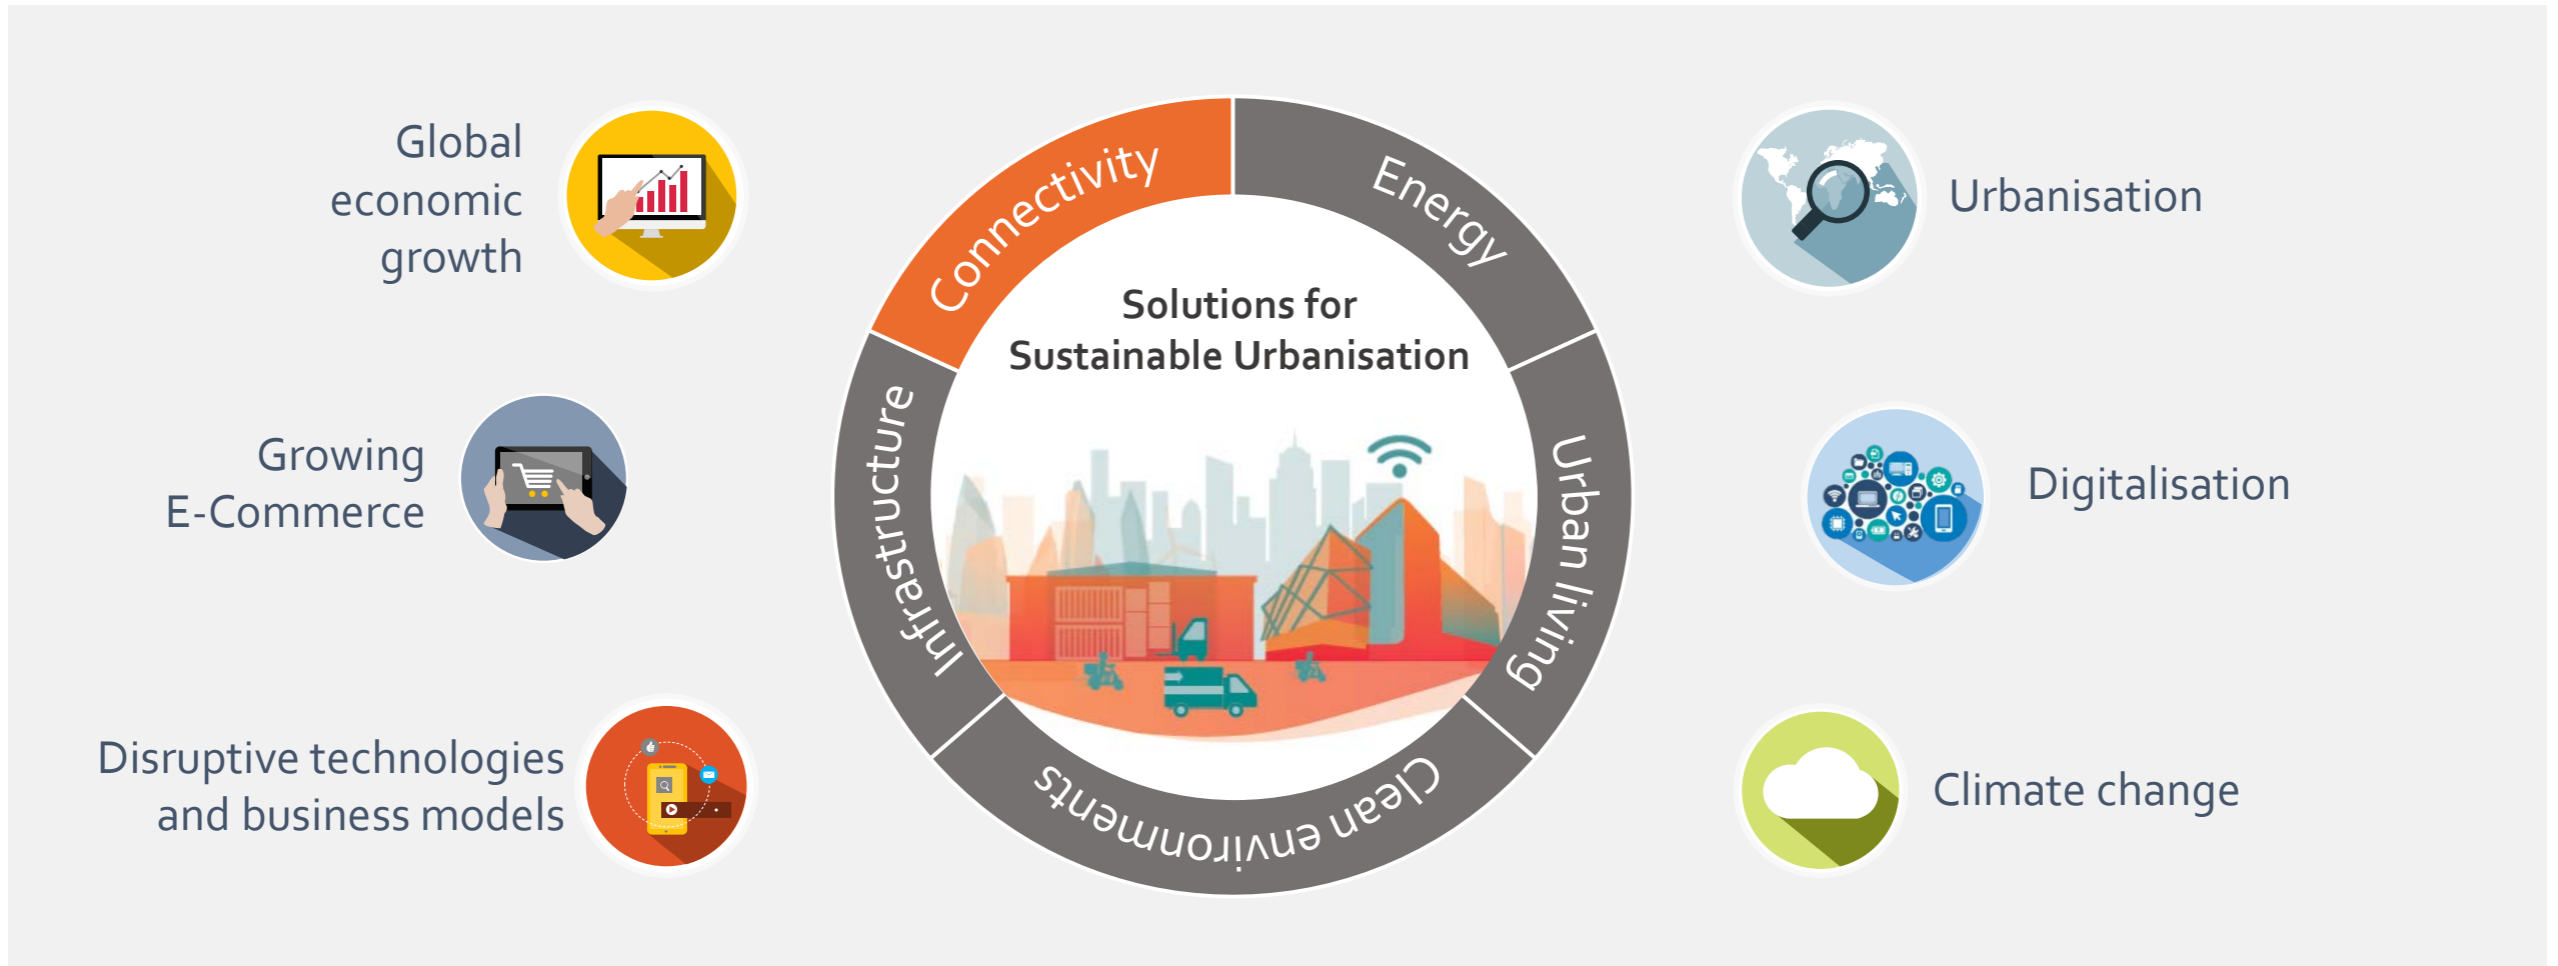 Global
economic
growth
Growing
E-Commerce
Disruptive technologies
and business models
Connectivity
Energy
Urban living
Clean environments
Infrastructure
Solutions for
Sustainable Urbanisation
Urbanisation
Digitalisation
Climate change